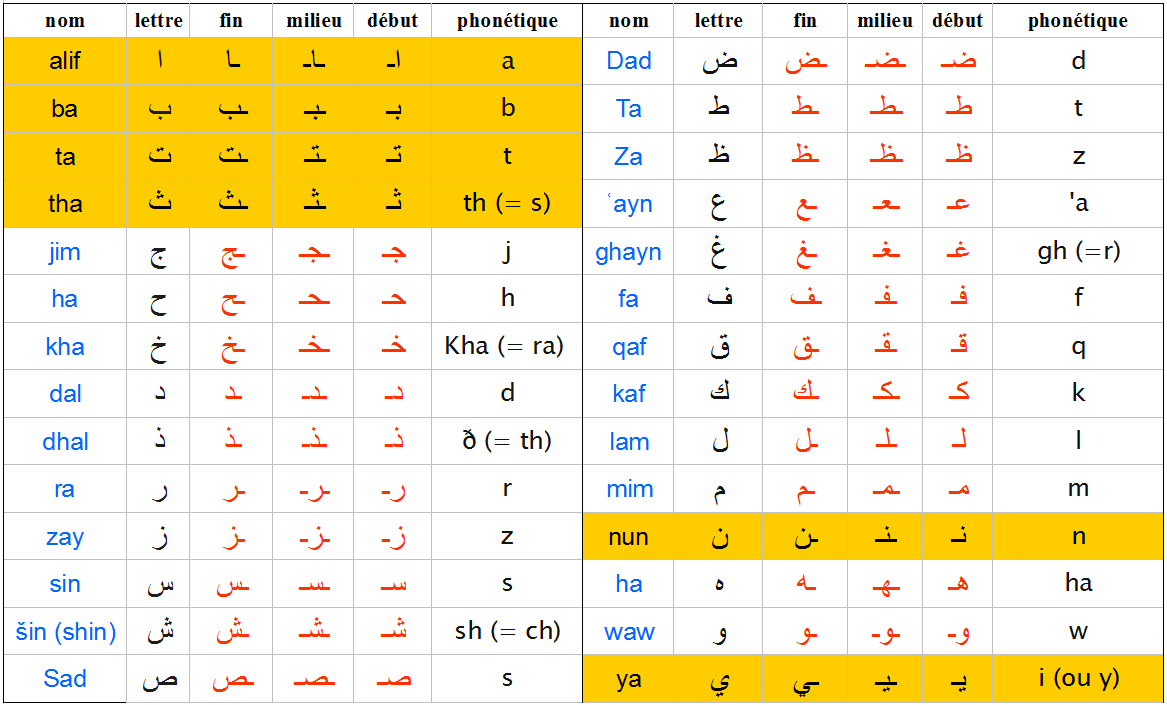 nom lettre fin milieu début phonétique nom lettre fin milieu début phonétique
alif ا ـا ـاـ اـ a Dad ض ـض ـضـ ضـ d
ba ب ـب ـبـ بـ b Ta ط ـط ـطـ طـ t
ta ت ـت ـتـ تـ t Za ظ ـظ ـظـ ظـ z
tha ث ـث ـثـ ثـ th (= s) ʿayn ع ـع ـعـ عـ 'a
jim ج ـج ـجـ جـ j ghayn غ ـغ ـغـ غـ gh (=r)
ha ح ـح ـحـ حـ h fa ف ـف ـفـ فـ f
kha خ ـخ ـخـ خـ Kha (= ra) qaf ق ـق ـقـ قـ q
dal د ـد ـدـ دـ d kaf ك ـك ـكـ كـ k
dhal ذ ـذ ـذـ ذـ ð (= th) lam ل ـل ـلـ لـ l
ra ر ـر ـرـ رـ r mim م ـم ـمـ مـ m
zay ز ـز ـزـ زـ z nun ن ـن ـنـ نـ n
sin س ـس ـسـ سـ s ha ه ـه ـهـ هـ ha
šin (shin) ش ـش ـشـ شـ sh (= ch) waw و ـو ـوـ وـ w
Sad ص ـص ـصـ صـ s ya ي ـي ـيـ يـ i (ou y)